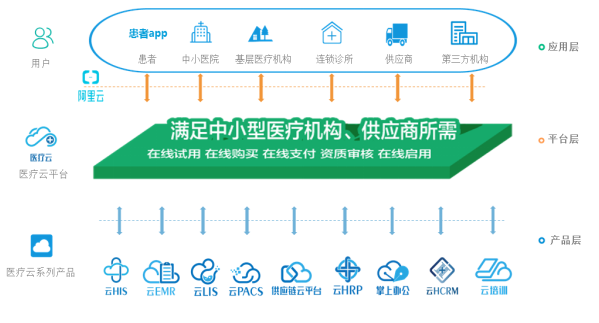 患者app
患者 中小医院 基层医疗机构 连锁诊所 供应商 第三方机构
用户
应用层
阿里云
满足中小型医疗机构、供应商所需
在线试用 在线购买 在线支付 资质审核 在线启用
医疗云
医疗云平台
平台层
产品层
医疗云系列产品
云HIS 云EMR 云LIS 云PACS 供应链云平台 云HRP 掌上办公 云HCRM 云培训